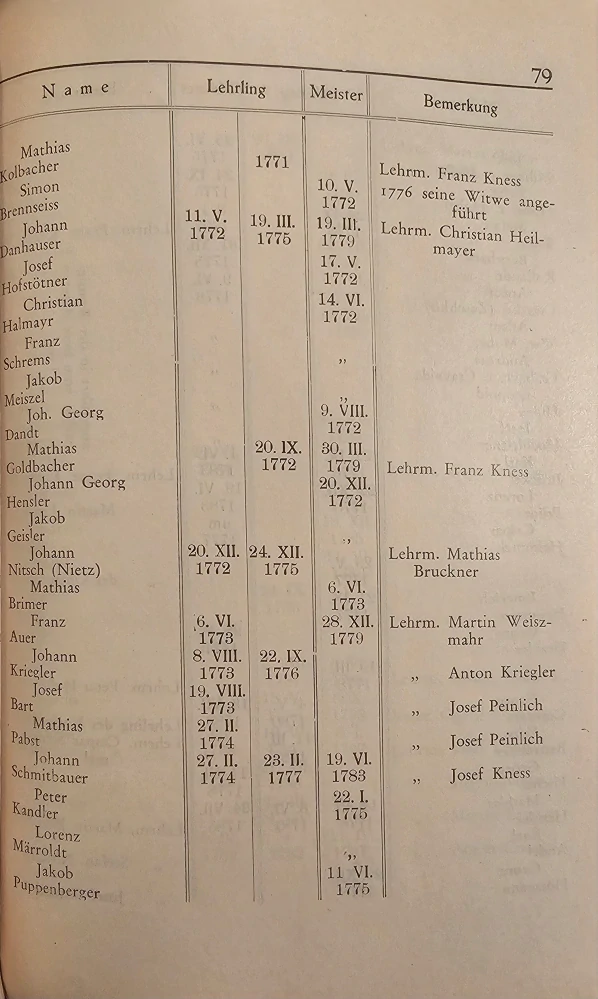 79
Name Lehrling Meister Bemerkung
Mathias 1771 Lehrm. Franz Kness
Kolbacher
Simon 10. V. 1776 seine Witwe ange-
Brennseiss 1772 führt
Johann 11. V. 19. III. 19. III. Lehrm. Christian Heil-
Danhauser 1772 1775 1779 mayer
Josef 17. V.
Hofstötner 1772
Christian 14. VI.
Halmayr 1772
Franz ,,
Schrems
Jakob ,,
Meiszel
Joh. Georg 9. VIII.
Dandt 1772
Mathias 20. IX. 30. III.
Goldbacher 1772 1779 Lehrm. Franz Kness
Johann Georg 20. XII.
Hensler 1772
Jakob ,,
Geisler
Johann 20. XII. 24. XII. Lehrm. Mathias
Nitsch (Nietz) 1772 1775 Bruckner
Mathias 6. VI.
Brimer 1773
Franz 6. VI. 28. XII. Lehrm. Martin Weisz-
Auer 1773 1779 mahr
Johann 8. VIII. 22. IX.
Kriegler 1773 1776 ,, Anton Kriegler
Josef 19. VIII.
Bart 1773 ,, Josef Peinlich
Mathias 27. II.
Pabst 1774 ,, Josef Peinlich
Johann 27. II. 23. II. 19. VI.
Schmitbauer 1774 1777 1783 ,, Josef Kness
Peter 22. I.
Kandler 1775
Lorenz ,,
Märroldt
Jakob 11 VI.
Puppenberger 1775